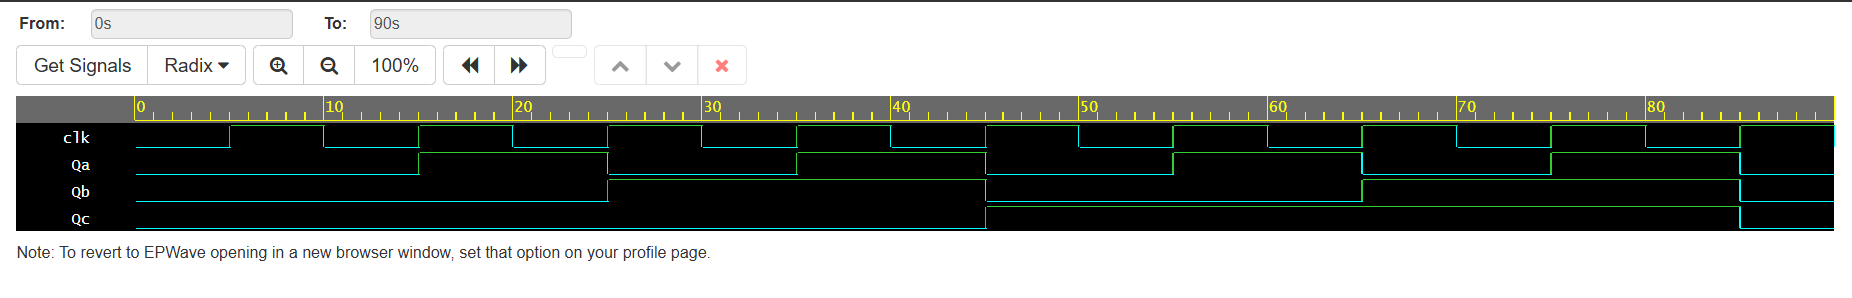 From: 0s To: 90s
Get Signals Radix 100%
0 10 20 30 40 50 60 70 80
clk
Qa
Qb
Qc
Note: To revert to EPWave opening in a new browser window, set that option on your profile page.